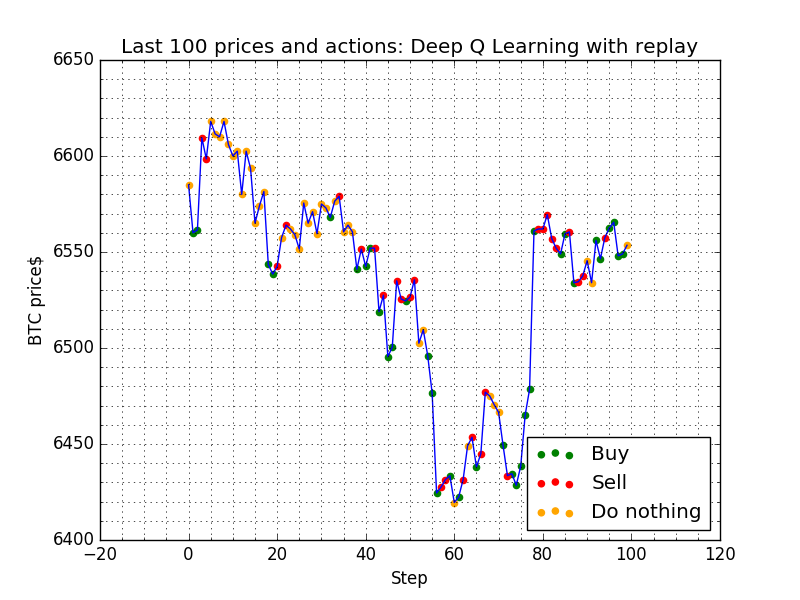 Last 100 prices and actions: Deep Q Learning with replay
6650
6600
6550
6500
6450
6400
BTC price$
Buy
Sell
Do nothing
−20 0 20 40 60 80 100 120
Step